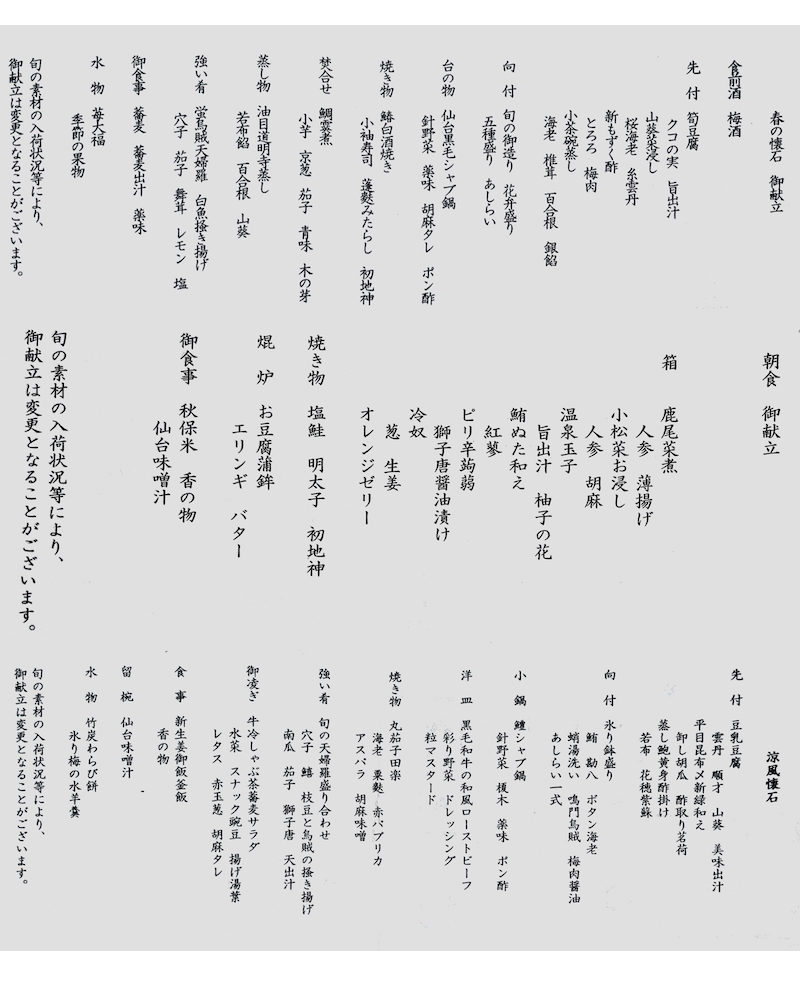 春の懐石　御献立
食前酒　梅酒
先　付　筍豆腐
クコの実　旨出汁
山葵菜浸し
桜海老　糸雲丹
新もずく酢
とろろ　梅肉
小茶碗蒸し
海老　椎茸　百合根　銀餡
向　付　旬の御造り　花弁盛り
五種盛り　あしらい
台の物　仙台黒毛シャブ鍋
針野菜　薬味　胡麻タレ　ポン酢
焼き物　鰆白酒焼き
小袖寿司　蓬麩みたらし　初地神
焚合せ　鯛霙煮
小芋　京葱　茄子　青味　木の芽
蒸し物　油目道明寺蒸し
若布餡　百合根　山葵
強い肴　蛍烏賊天婦羅　白魚掻き揚げ
穴子　茄子　舞茸　レモン　塩
御食事　蕎麦　蕎麦出汁　薬味
水　物　苺大福
季節の果物
旬の素材の入荷状況等により、
御献立は変更となることがございます。
朝食　御献立
箱　鹿尾菜煮
人参　薄揚げ
小松菜お浸し
人参　胡麻
温泉玉子
旨出汁　柚子の花
鮪ぬた和え
紅蓼
ピリ辛蒟蒻
獅子唐醤油漬け
冷奴
葱　生姜
オレンジゼリー
焼き物　塩鮭　明太子　初地神
焜　炉　お豆腐蒲鉾
エリンギ　バター
御食事　秋保米　香の物
仙台味噌汁
旬の素材の入荷状況等により、
御献立は変更となることがございます。
涼風懐石
先　付　豆乳豆腐
雲丹　順才　山葵　美味出汁
平目昆布〆新緑和え
卸し胡瓜　酢取り茗荷
蒸し鮑黄身酢掛け
若布　花穂紫蘇
向　付　氷り鉢盛り
鮪　勘八　ボタン海老
蛸湯洗い　鳴門烏賊　梅肉醤油
あしらい一式
小　鍋　鱧シャブ鍋
針野菜　榎木　薬味　ポン酢
洋　皿　黒毛和牛の和風ローストビーフ
彩り野菜　ドレッシング
粒マスタード
焼き物　丸茄子田楽
海老　粟麩　赤パプリカ
アスパラ　胡麻味噌
強い肴　旬の天婦羅盛り合わせ
穴子　鱚　枝豆と烏賊の掻き揚げ
南瓜　茄子　獅子唐　天出汁
御凌ぎ　牛冷しゃぶ茶蕎麦サラダ
水菜　スナック豌豆　揚げ湯葉
レタス　赤玉葱　胡麻タレ
食　事　新生姜御飯釜飯
香の物
留　椀　仙台味噌汁
水　物　竹炭わらび餅
氷り梅の水羊羹
旬の素材の入荷状況等により、
御献立は変更となることがございます。